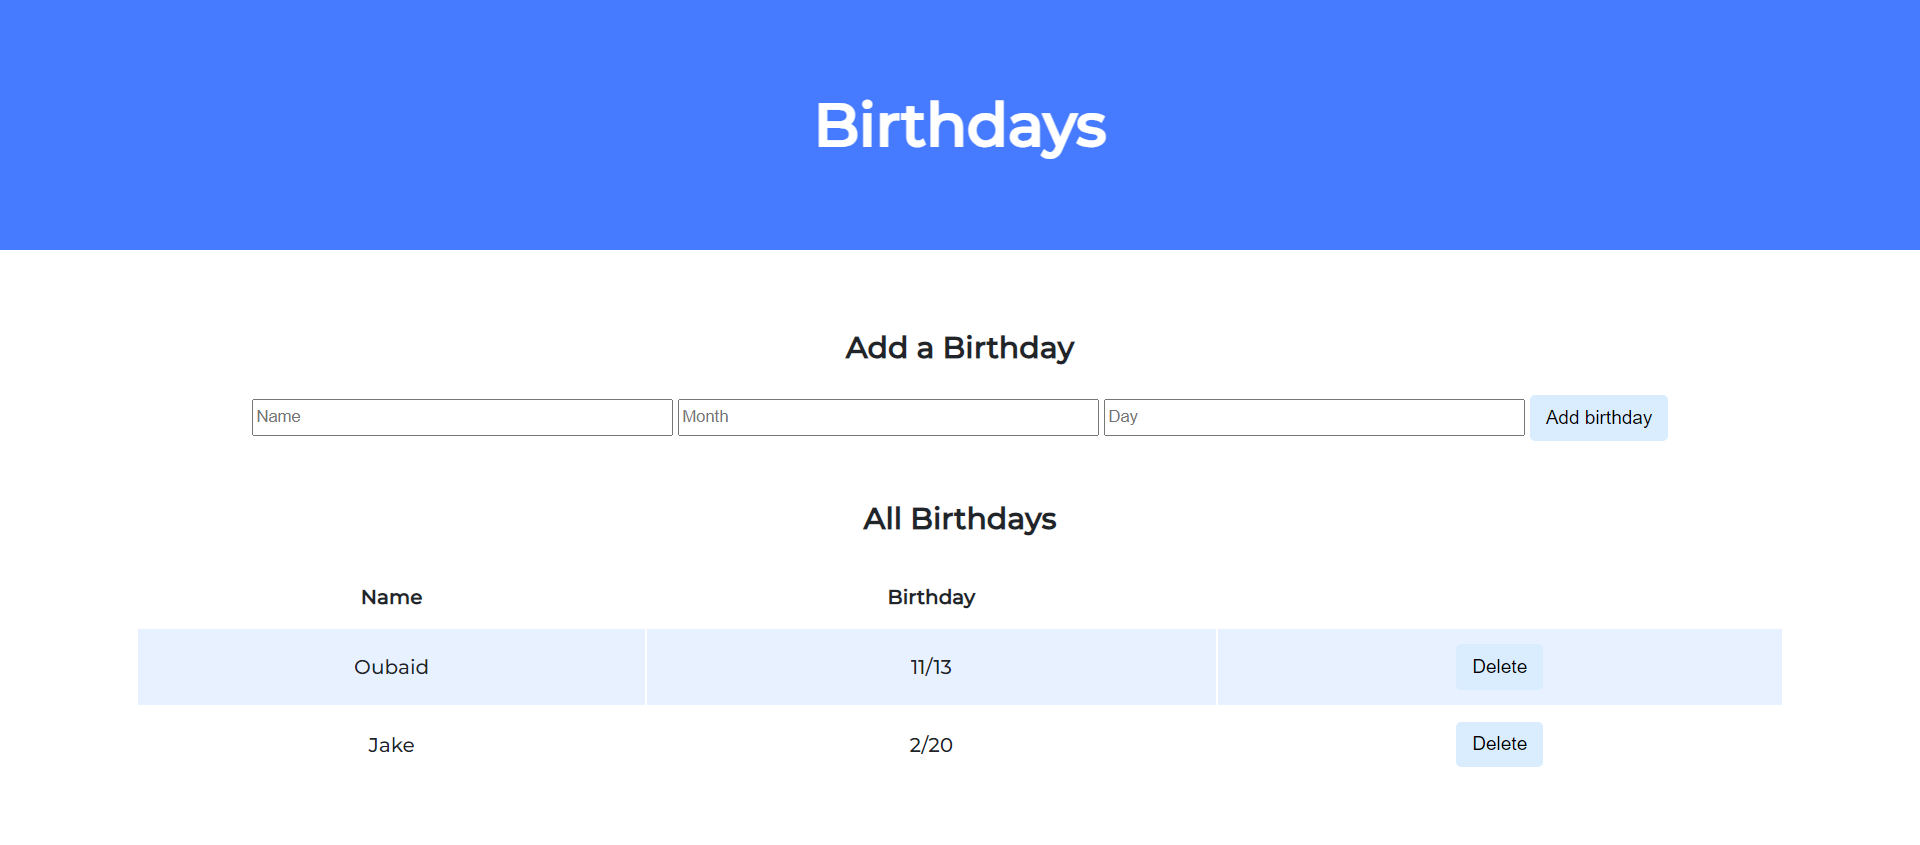 Birthdays
Add a Birthday
Name Month Day Add birthday
All Birthdays
Name Birthday
Oubaid 11/13 Delete
Jake 2/20 Delete